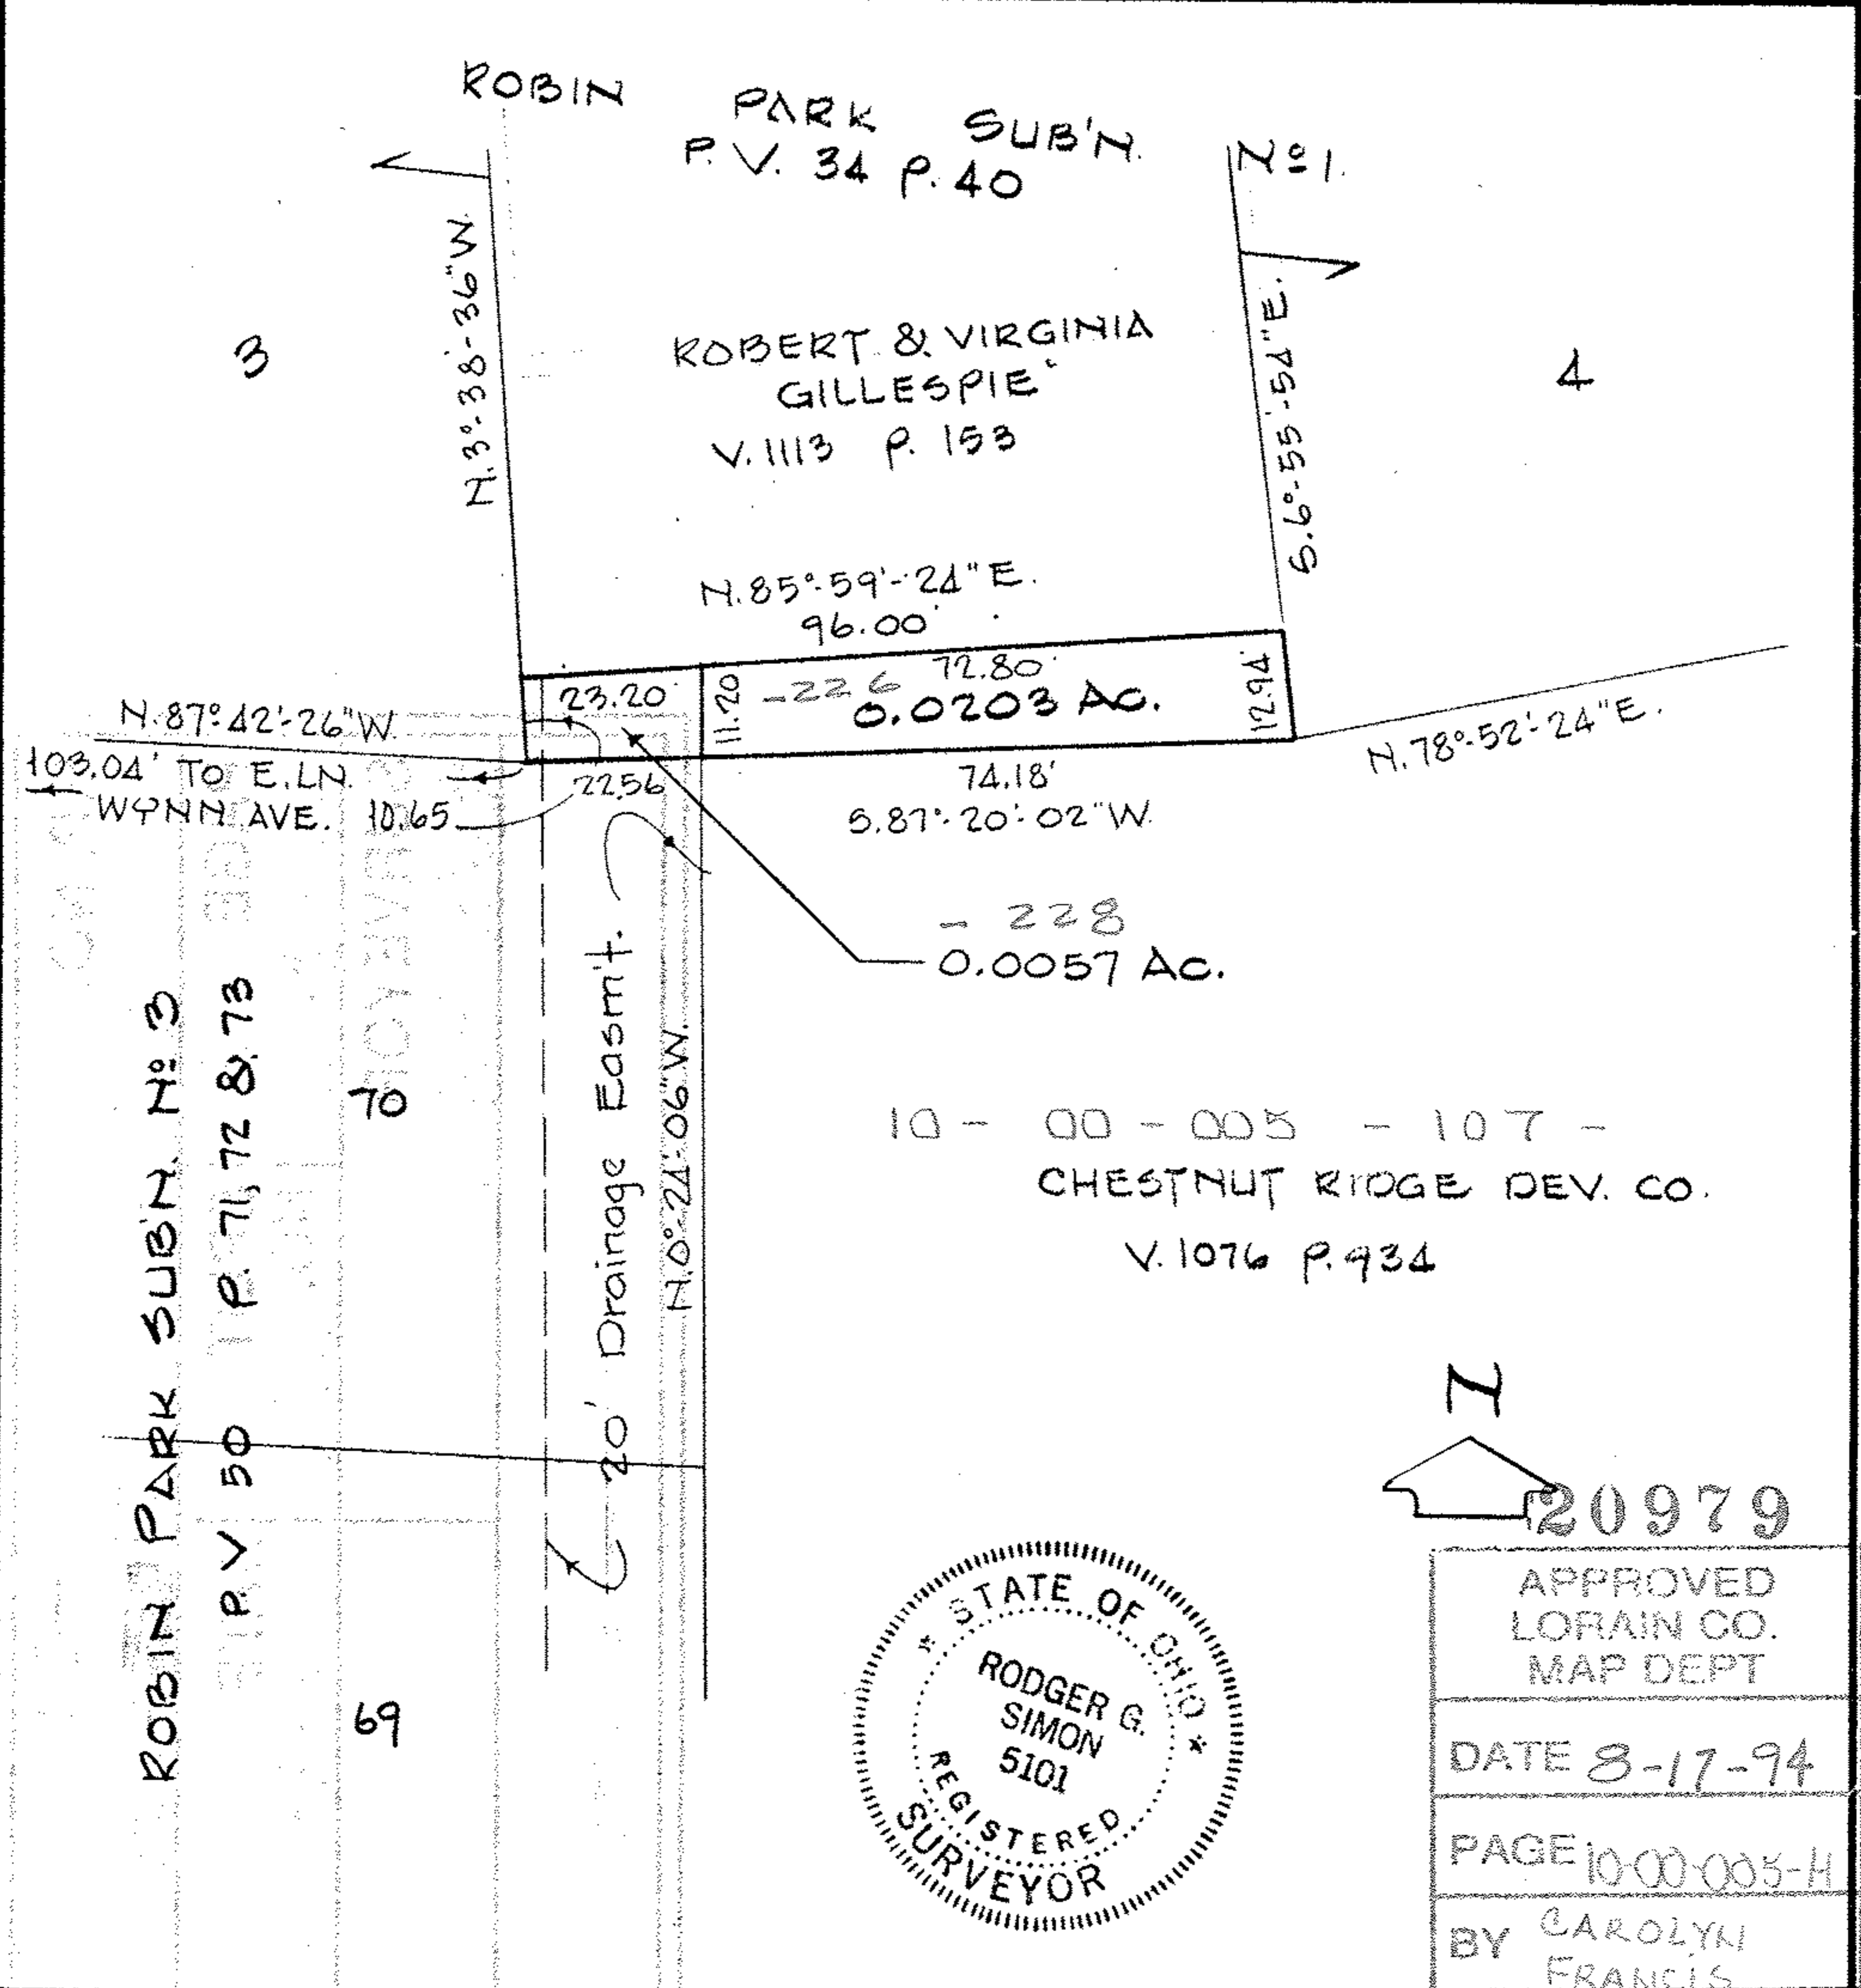 ROBIN PARK SUB'N. Nº 1.
P. V. 34 P. 40
N. 3°-38'-36" W.
3
ROBERT & VIRGINIA
GILLESPIE
V. 1113 P. 153
S. 6°-55'-54" E.
4
N. 85°-59'-24" E.
96.00'
23.20'
11.20
-226
72.80'
0.0203 AC.
12.94'
N. 87°-42'-26" W.
103.04' TO E. LN.
WYNN AVE.
10.65
22.56
74.18'
S. 87°-20'-02" W.
N. 78°-52'-24" E.
- 228
0.0057 AC.
ROBIN PARK SUB'N. Nº 3
P. V 50 P. 71, 72 & 73
70
69
20' Drainage Easm't.
N. 0°-24'-06" W.
10 - 00 - 005 - 107 -
CHESTNUT RIDGE DEV. CO.
V. 1076 P. 934
N
20979
STATE OF OHIO
RODGER G.
SIMON
5101
REGISTERED
SURVEYOR
APPROVED
LORAIN CO.
MAP DEPT
DATE 8-17-94
PAGE 10-00-005-H
BY CAROLYN
FRANCIS